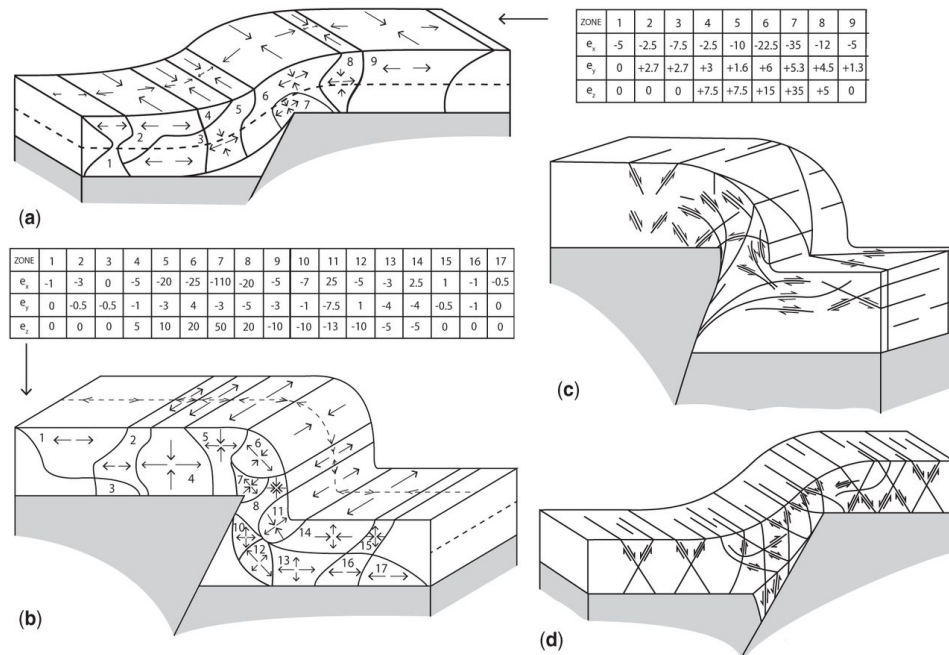 ZONE 1 2 3 4 5 6 7 8 9
eₓ -5 -2.5 -7.5 -2.5 -10 -22.5 -35 -12 -5
e_y 0 +2.7 +2.7 +3 +1.6 +6 +5.3 +4.5 +1.3
e_z 0 0 0 +7.5 +7.5 +15 +35 +5 0
1 2 3 4 5 6 7 8 9
(a)
ZONE 1 2 3 4 5 6 7 8 9 10 11 12 13 14 15 16 17
eₓ -1 -3 0 -5 -20 -25 -110 -20 -5 -7 25 -5 -3 2.5 1 -1 -0.5
e_y 0 -0.5 -0.5 -1 -3 4 -3 -5 -3 -1 -7.5 1 -4 -4 -0.5 -1 0
e_z 0 0 0 5 10 20 50 20 -10 -10 -13 -10 -5 -5 0 0 0
(c)
1 2 3 4 5 6 7 8 10 11 12 13 14 15 16 17
(b)
(d)